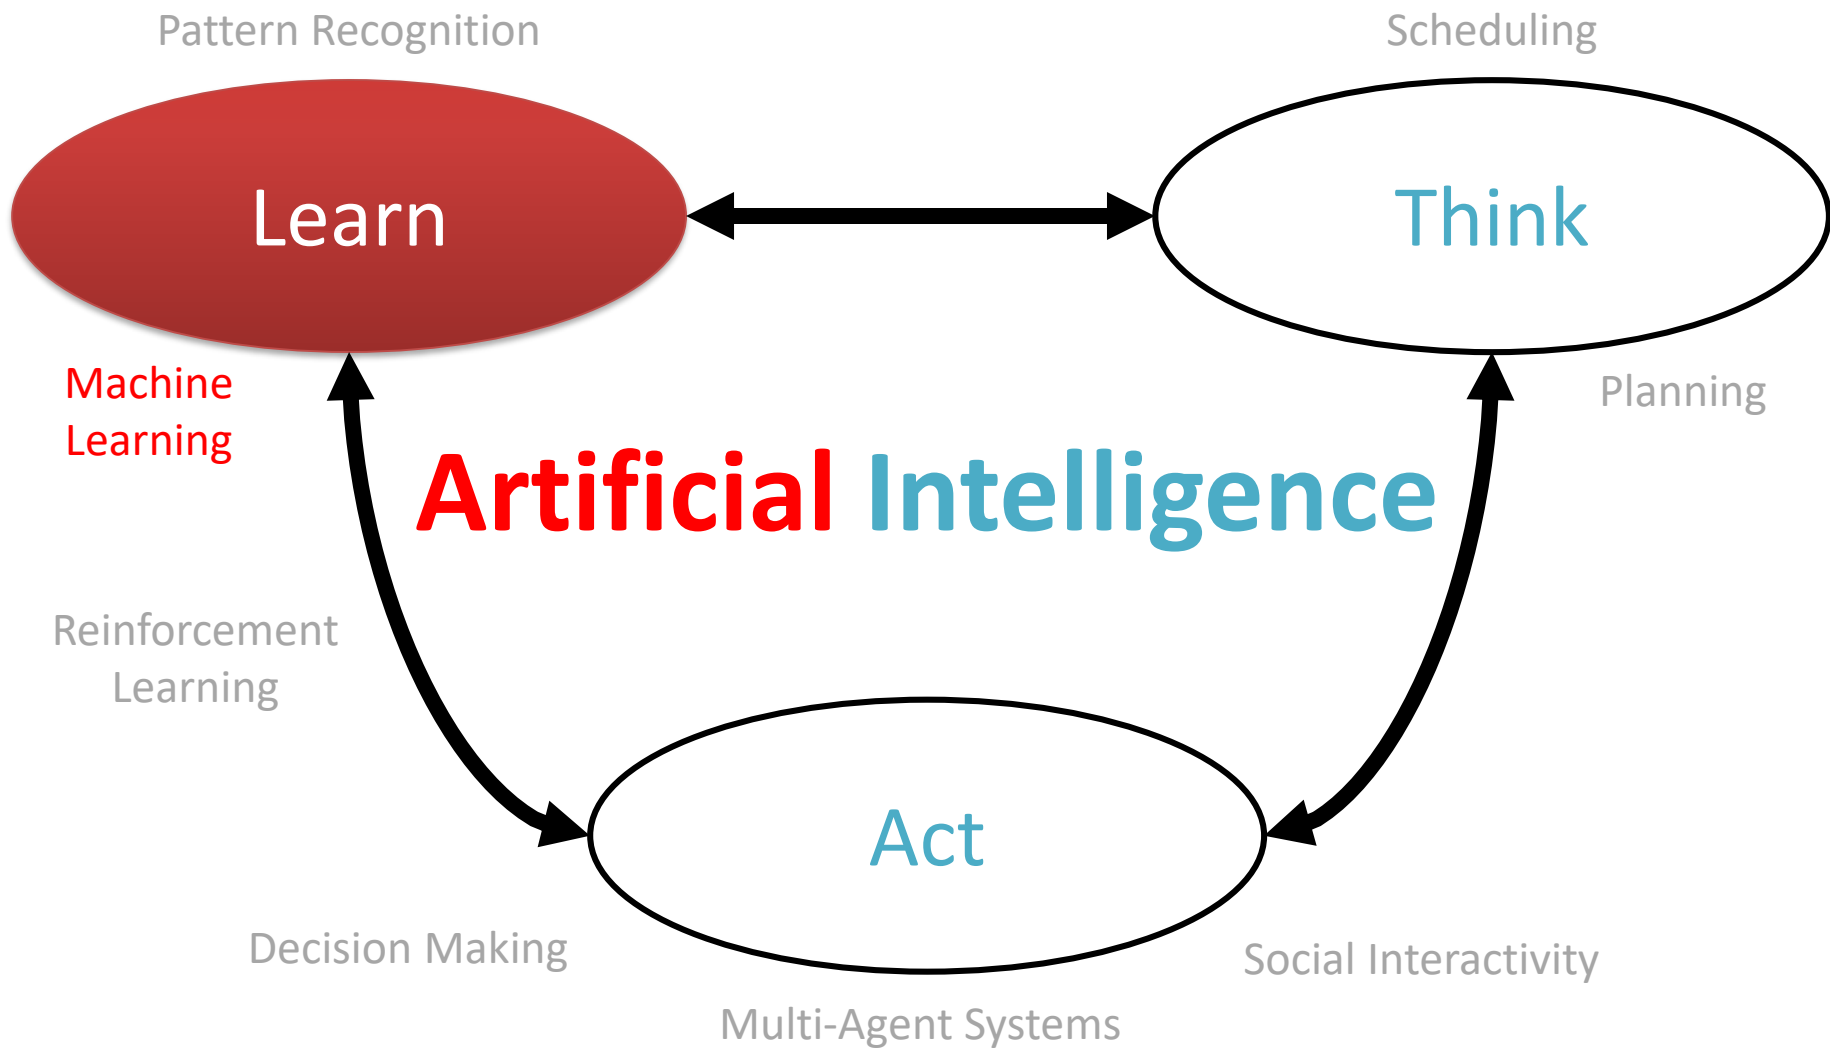 Pattern Recognition
Scheduling
Learn
Think
Machine
Learning
Planning
Artificial Intelligence
Reinforcement
Learning
Act
Decision Making
Social Interactivity
Multi-Agent Systems